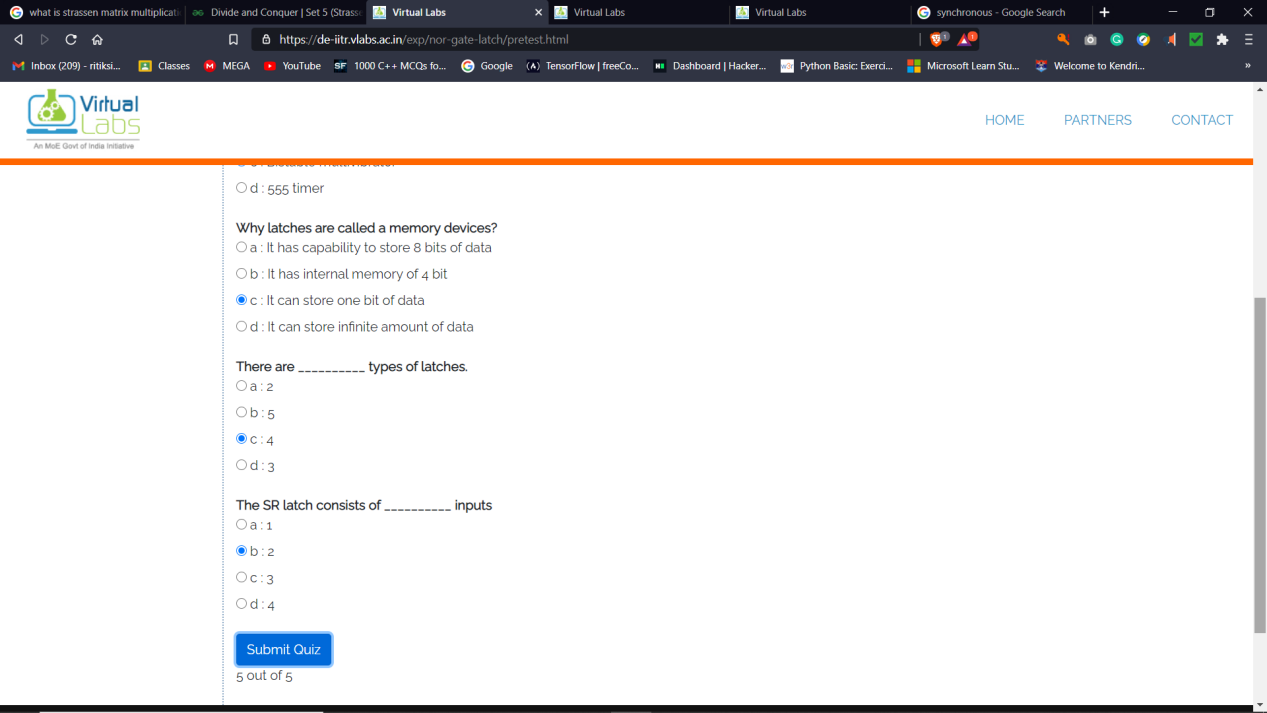 what is strassen matrix multiplicati
Divide and Conquer | Set 5 (Strasse
Virtual Labs
Virtual Labs
Virtual Labs
synchronous - Google Search
https://de-iitr.vlabs.ac.in/exp/nor-gate-latch/pretest.html
1
1
Inbox (209) - ritiksi...
Classes
MEGA
YouTube
SF 1000 C++ MCQs fo...
Google
(A) TensorFlow | freeCo...
Dashboard | Hacker...
w3r Python Basic: Exerci...
Microsoft Learn Stu...
Welcome to Kendri...
»
Virtual
Labs
An MoE Govt of India Initiative
HOME
PARTNERS
CONTACT
d : 555 timer
Why latches are called a memory devices?
a : It has capability to store 8 bits of data
b : It has internal memory of 4 bit
c : It can store one bit of data
d : It can store infinite amount of data
There are __________ types of latches.
a : 2
b : 5
c : 4
d : 3
The SR latch consists of __________ inputs
a : 1
b : 2
c : 3
d : 4
Submit Quiz
5 out of 5